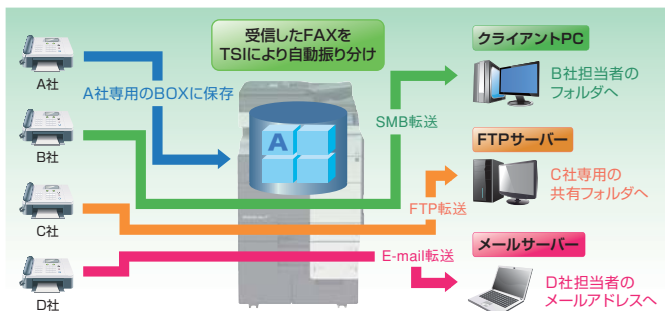 受信したFAXを
TSIにより自動振り分け
A社
A社専用のBOXに保存
A
B社
C社
D社
SMB転送
FTP転送
E-mail転送
クライアントPC
B社担当者の
フォルダへ
FTPサーバー
C社専用の
共有フォルダへ
メールサーバー
D社担当者の
メールアドレスへ